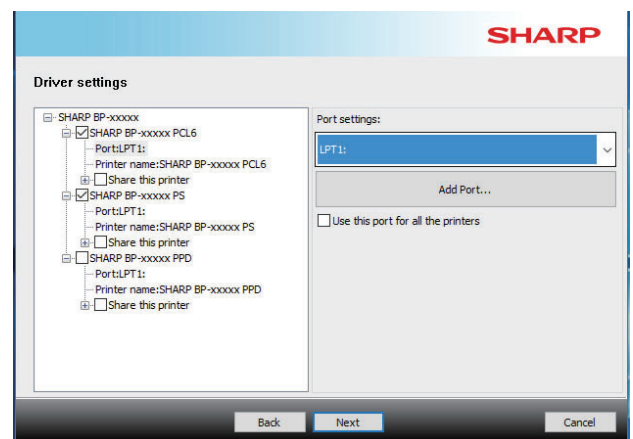 SHARP
Driver settings
SHARP BP-xxxxx
SHARP BP-xxxxx PCL6
Port:LPT1:
Printer name:SHARP BP-xxxxx PCL6
Share this printer
SHARP BP-xxxxx PS
Port:LPT1:
Printer name:SHARP BP-xxxxx PS
Share this printer
SHARP BP-xxxxx PPD
Port:LPT1:
Printer name:SHARP BP-xxxxx PPD
Share this printer
Port settings:
LPT1:
Add Port...
Use this port for all the printers
Back
Next
Cancel